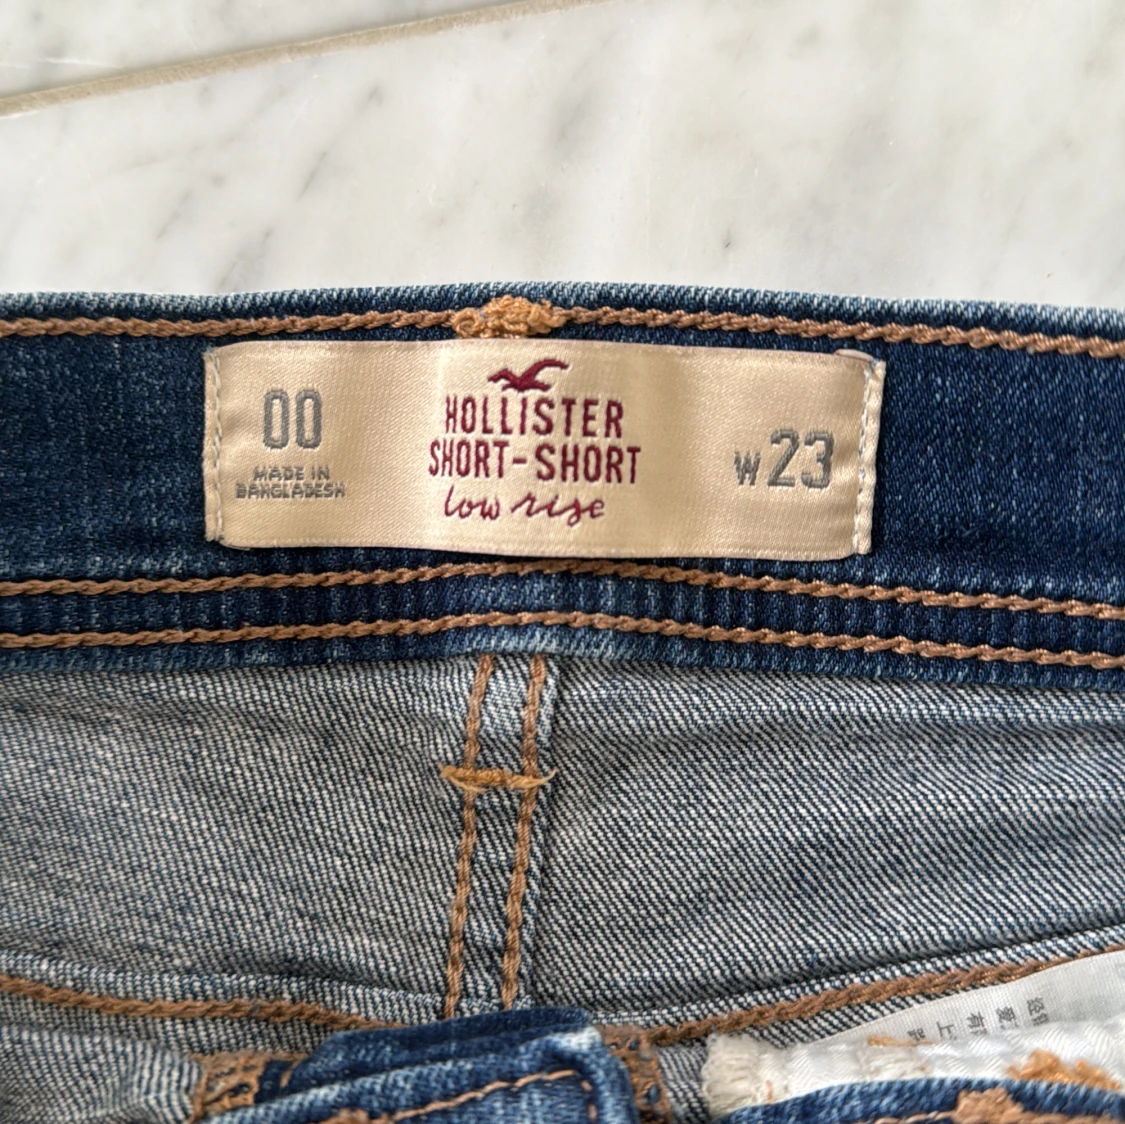 00
MADE IN
BANGLADESH
HOLLISTER
SHORT-SHORT
low rise
W23